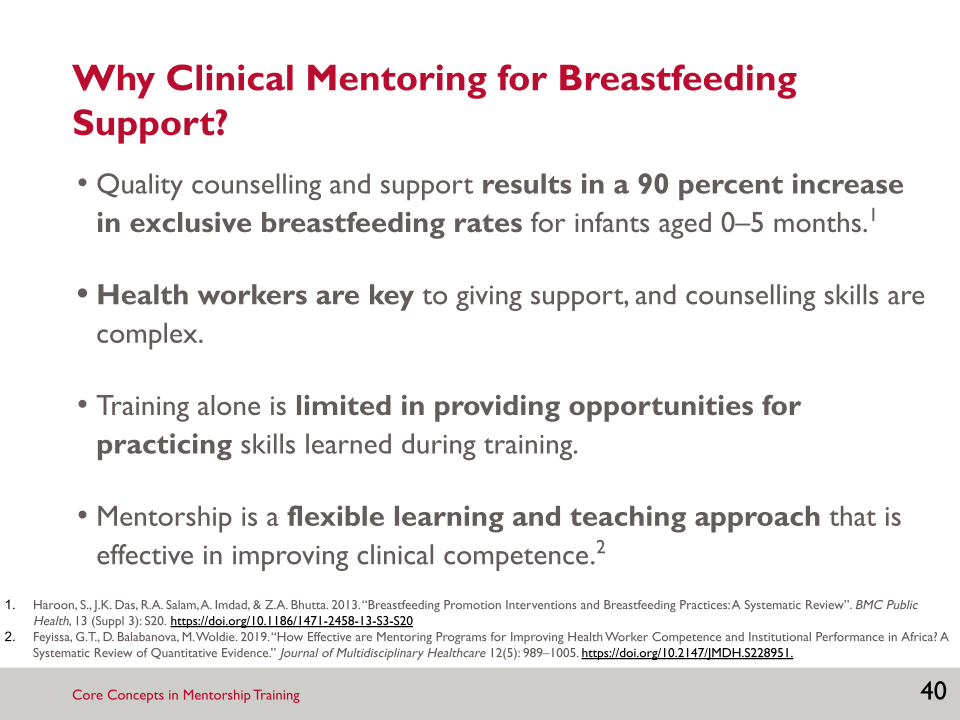 Why Clinical Mentoring for Breastfeeding
Support?
• Quality counselling and support results in a 90 percent increase
in exclusive breastfeeding rates for infants aged 0–5 months.1
• Health workers are key to giving support, and counselling skills are
complex.
• Training alone is limited in providing opportunities for
practicing skills learned during training.
• Mentorship is a flexible learning and teaching approach that is
effective in improving clinical competence.2
1. Haroon, S., J.K. Das, R.A. Salam, A. Imdad, & Z.A. Bhutta. 2013. “Breastfeeding Promotion Interventions and Breastfeeding Practices: A Systematic Review”. BMC Public
Health, 13 (Suppl 3): S20. https://doi.org/10.1186/1471-2458-13-S3-S20
2. Feyissa, G.T., D. Balabanova, M. Woldie. 2019. “How Effective are Mentoring Programs for Improving Health Worker Competence and Institutional Performance in Africa? A
Systematic Review of Quantitative Evidence.” Journal of Multidisciplinary Healthcare 12(5): 989–1005. https://doi.org/10.2147/JMDH.S228951.
Core Concepts in Mentorship Training
40